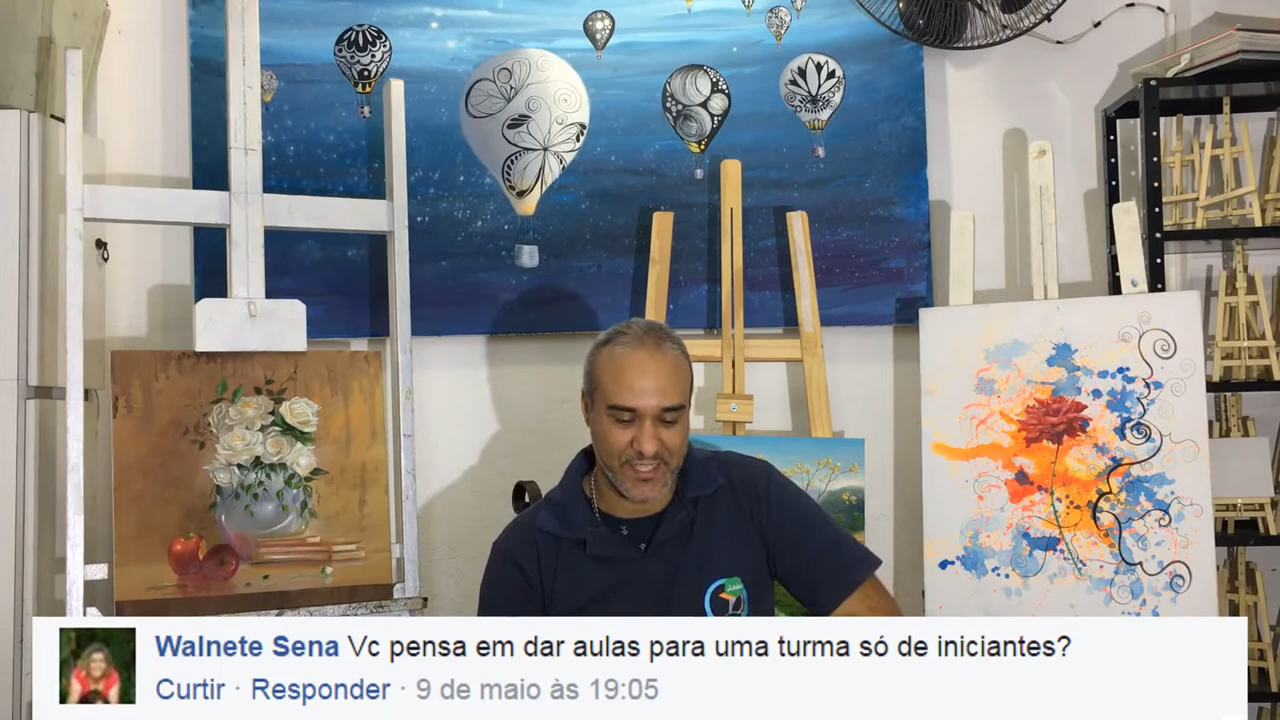 Walnete Sena Vc pensa em dar aulas para uma turma só de iniciantes?
Curtir · Responder · 9 de maio às 19:05